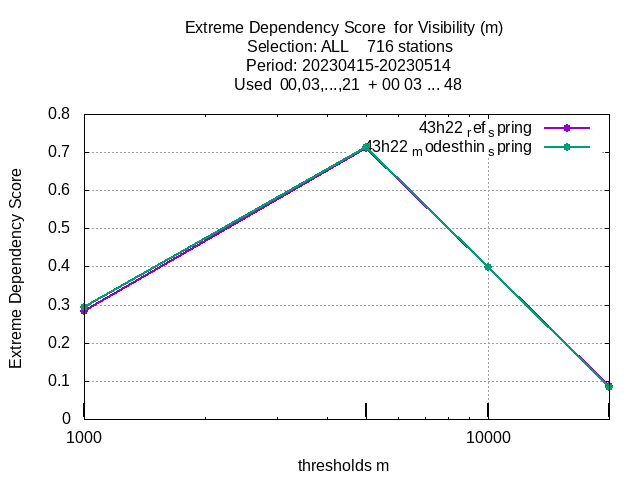 Extreme Dependency Score  for Visibility (m)
Selection: ALL    716 stations
Period: 20230415-20230514
Used  00,03,...,21  + 00 03 ... 48
0.8
0.7
0.6
0.5
0.4
0.3
0.2
0.1
0
Extreme Dependency Score
43h22 ref spring
43h22 modesthin spring
1000
10000
thresholds m